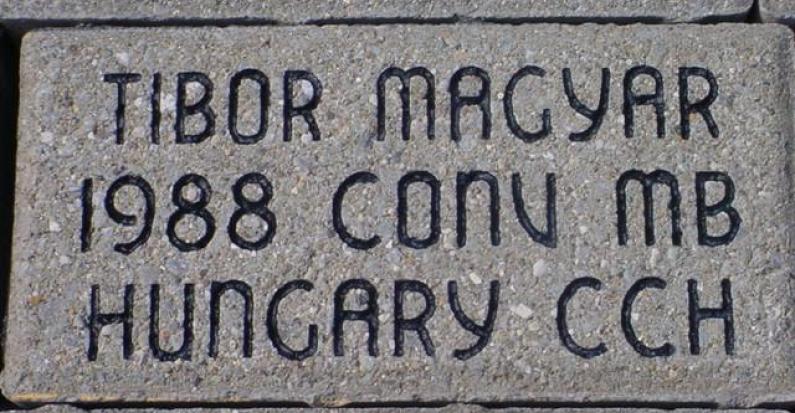 TIBOR MAGYAR
1988 CONV MB
HUNGARY CCH